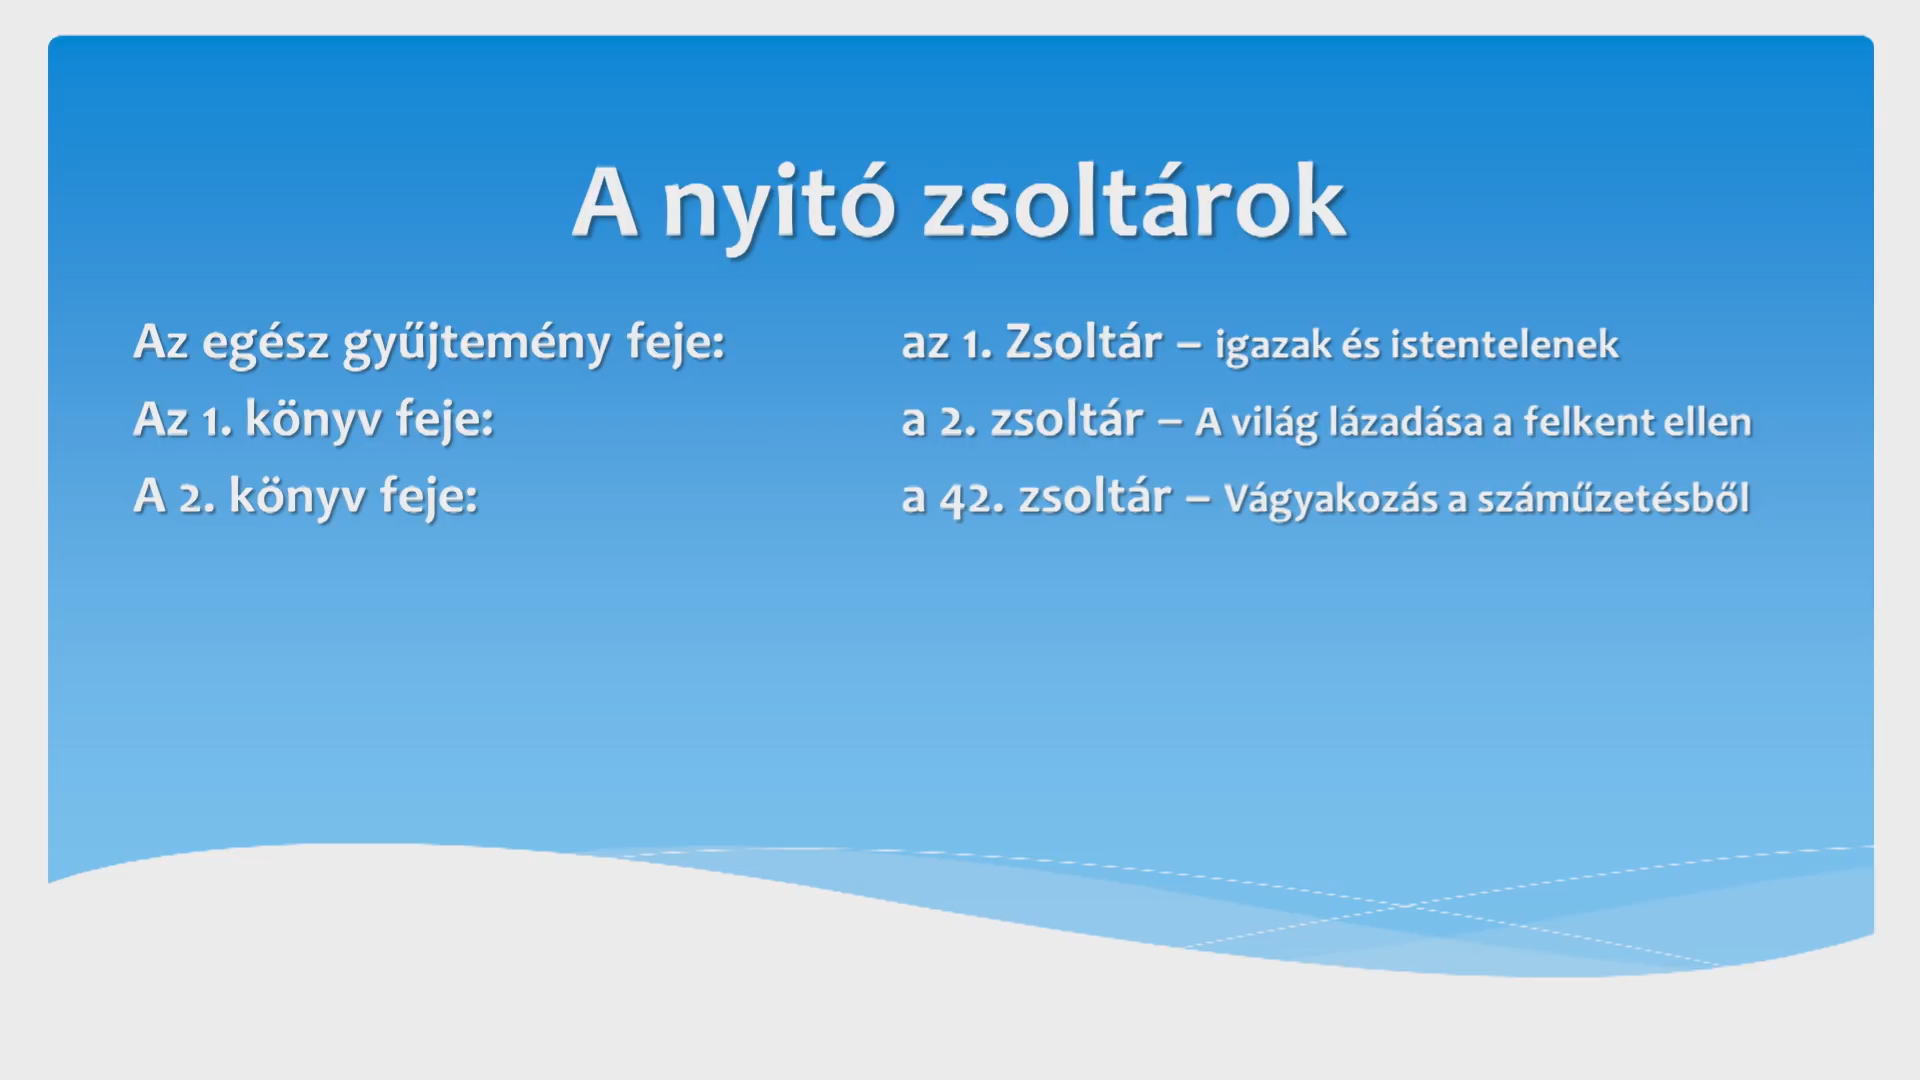 A nyitó zsoltárok
Az egész gyűjtemény feje: az 1. Zsoltár – igazak és istentelenek
Az 1. könyv feje: a 2. zsoltár – A világ lázadása a felkent ellen
A 2. könyv feje: a 42. zsoltár – Vágyakozás a száműzetésből